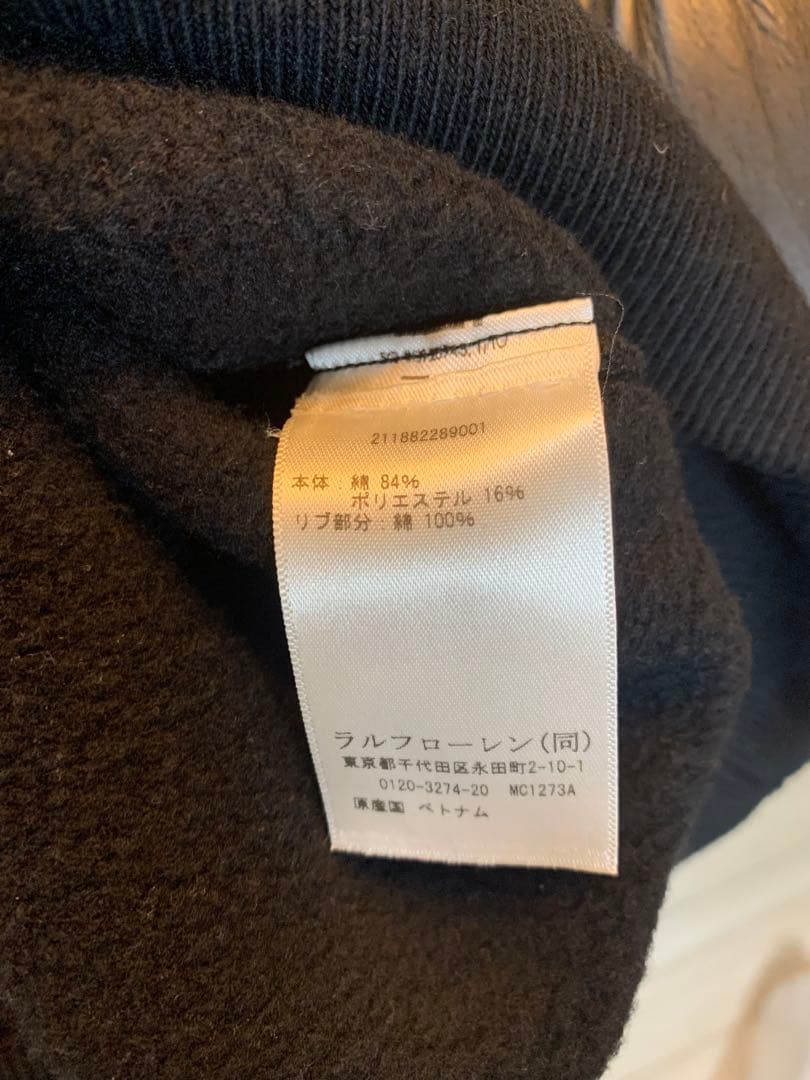 211882289001
本体:綿 84%
ポリエステル 16%
リブ部分:綿 100%
ラルフローレン(同)
東京都千代田区永田町2-10-1
0120-3274-20 MC1273A
原産国 ベトナム